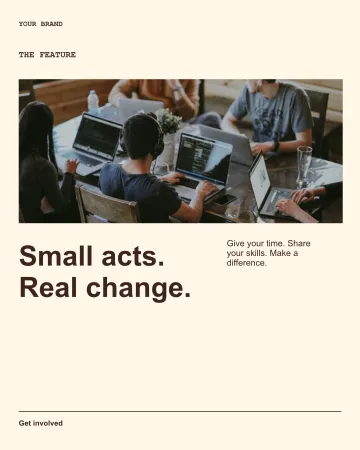 YOUR BRAND
THE FEATURE
Small acts.
Real change.
Give your time. Share
your skills. Make a
difference.
Get involved